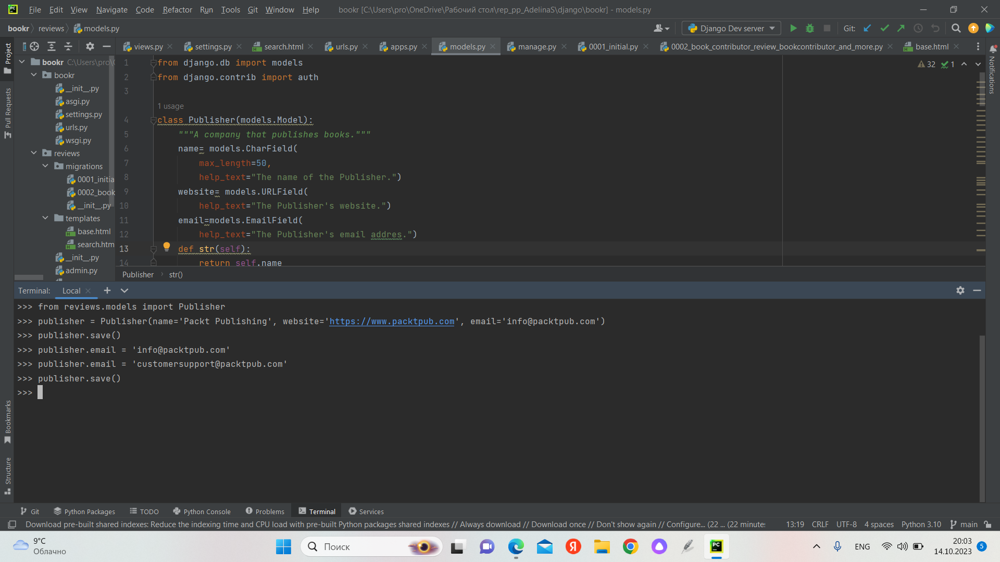 File Edit View Navigate Code Refactor Run Tools Git Window Help bookr [C:\Users\pro\OneDrive\Рабочий стол\rep_pp_AdelinaS\django\bookr] - models.py
bookr reviews models.py Django Dev server Git:
views.py settings.py search.html urls.py apps.py models.py manage.py 0001_initial.py 0002_book_contributor_review_bookcontributor_and_more.py base.html
Project
Pull Requests
Bookmarks
Structure
Notifications
bookr C:\Users\pro\
bookr
__init__.py
asgi.py
settings.py
urls.py
wsgi.py
reviews
migrations
0001_initia
0002_book
__init__.py
templates
base.html
search.htm
__init__.py
admin.py
32 1
1 from django.db import models
2 from django.contrib import auth
3
1 usage
4 class Publisher(models.Model):
5 """A company that publishes books."""
6 name= models.CharField(
7 max_length=50,
8 help_text="The name of the Publisher.")
9 website= models.URLField(
10 help_text="The Publisher's website.")
11 email=models.EmailField(
12 help_text="The Publisher's email addres.")
13 def str(self):
14 return self.name
Publisher str()
Terminal: Local
>>> from reviews.models import Publisher
>>> publisher = Publisher(name='Packt Publishing', website='https://www.packtpub.com', email='info@packtpub.com')
>>> publisher.save()
>>> publisher.email = 'info@packtpub.com'
>>> publisher.email = 'customersupport@packtpub.com'
>>> publisher.save()
>>>
Git Python Packages TODO Python Console Problems Terminal Services
Download pre-built shared indexes: Reduce the indexing time and CPU load with pre-built Python packages shared indexes // Always download // Download once // Don't show again // Configure... (22 ... (22 minutes 13:19 CRLF UTF-8 4 spaces Python 3.10 main
9°C
Облачно
Поиск
ENG
20:03
14.10.2023
5